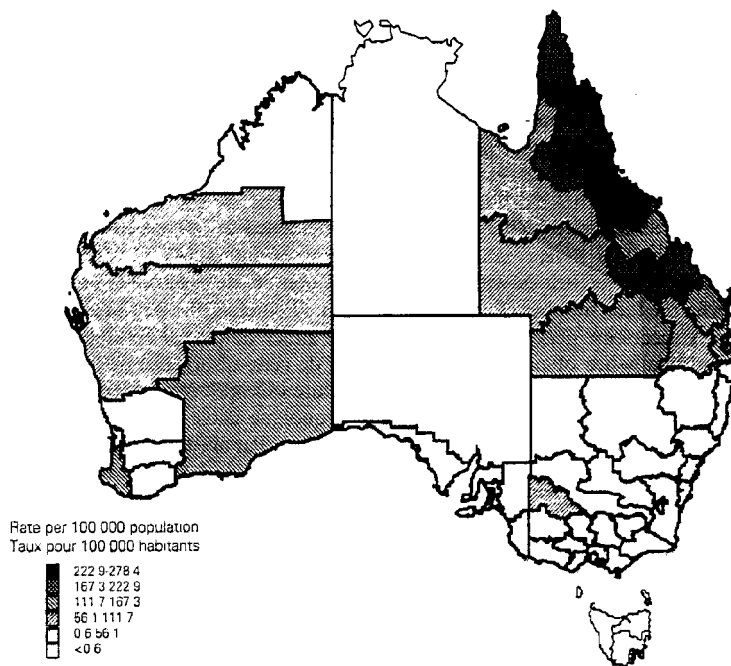 Rate per 100 000 population
Taux pour 100 000 habitants
222 9-278 4
167 3 222 9
111 7 167 3
56 1 111 7
0 6 56 1
<0 6